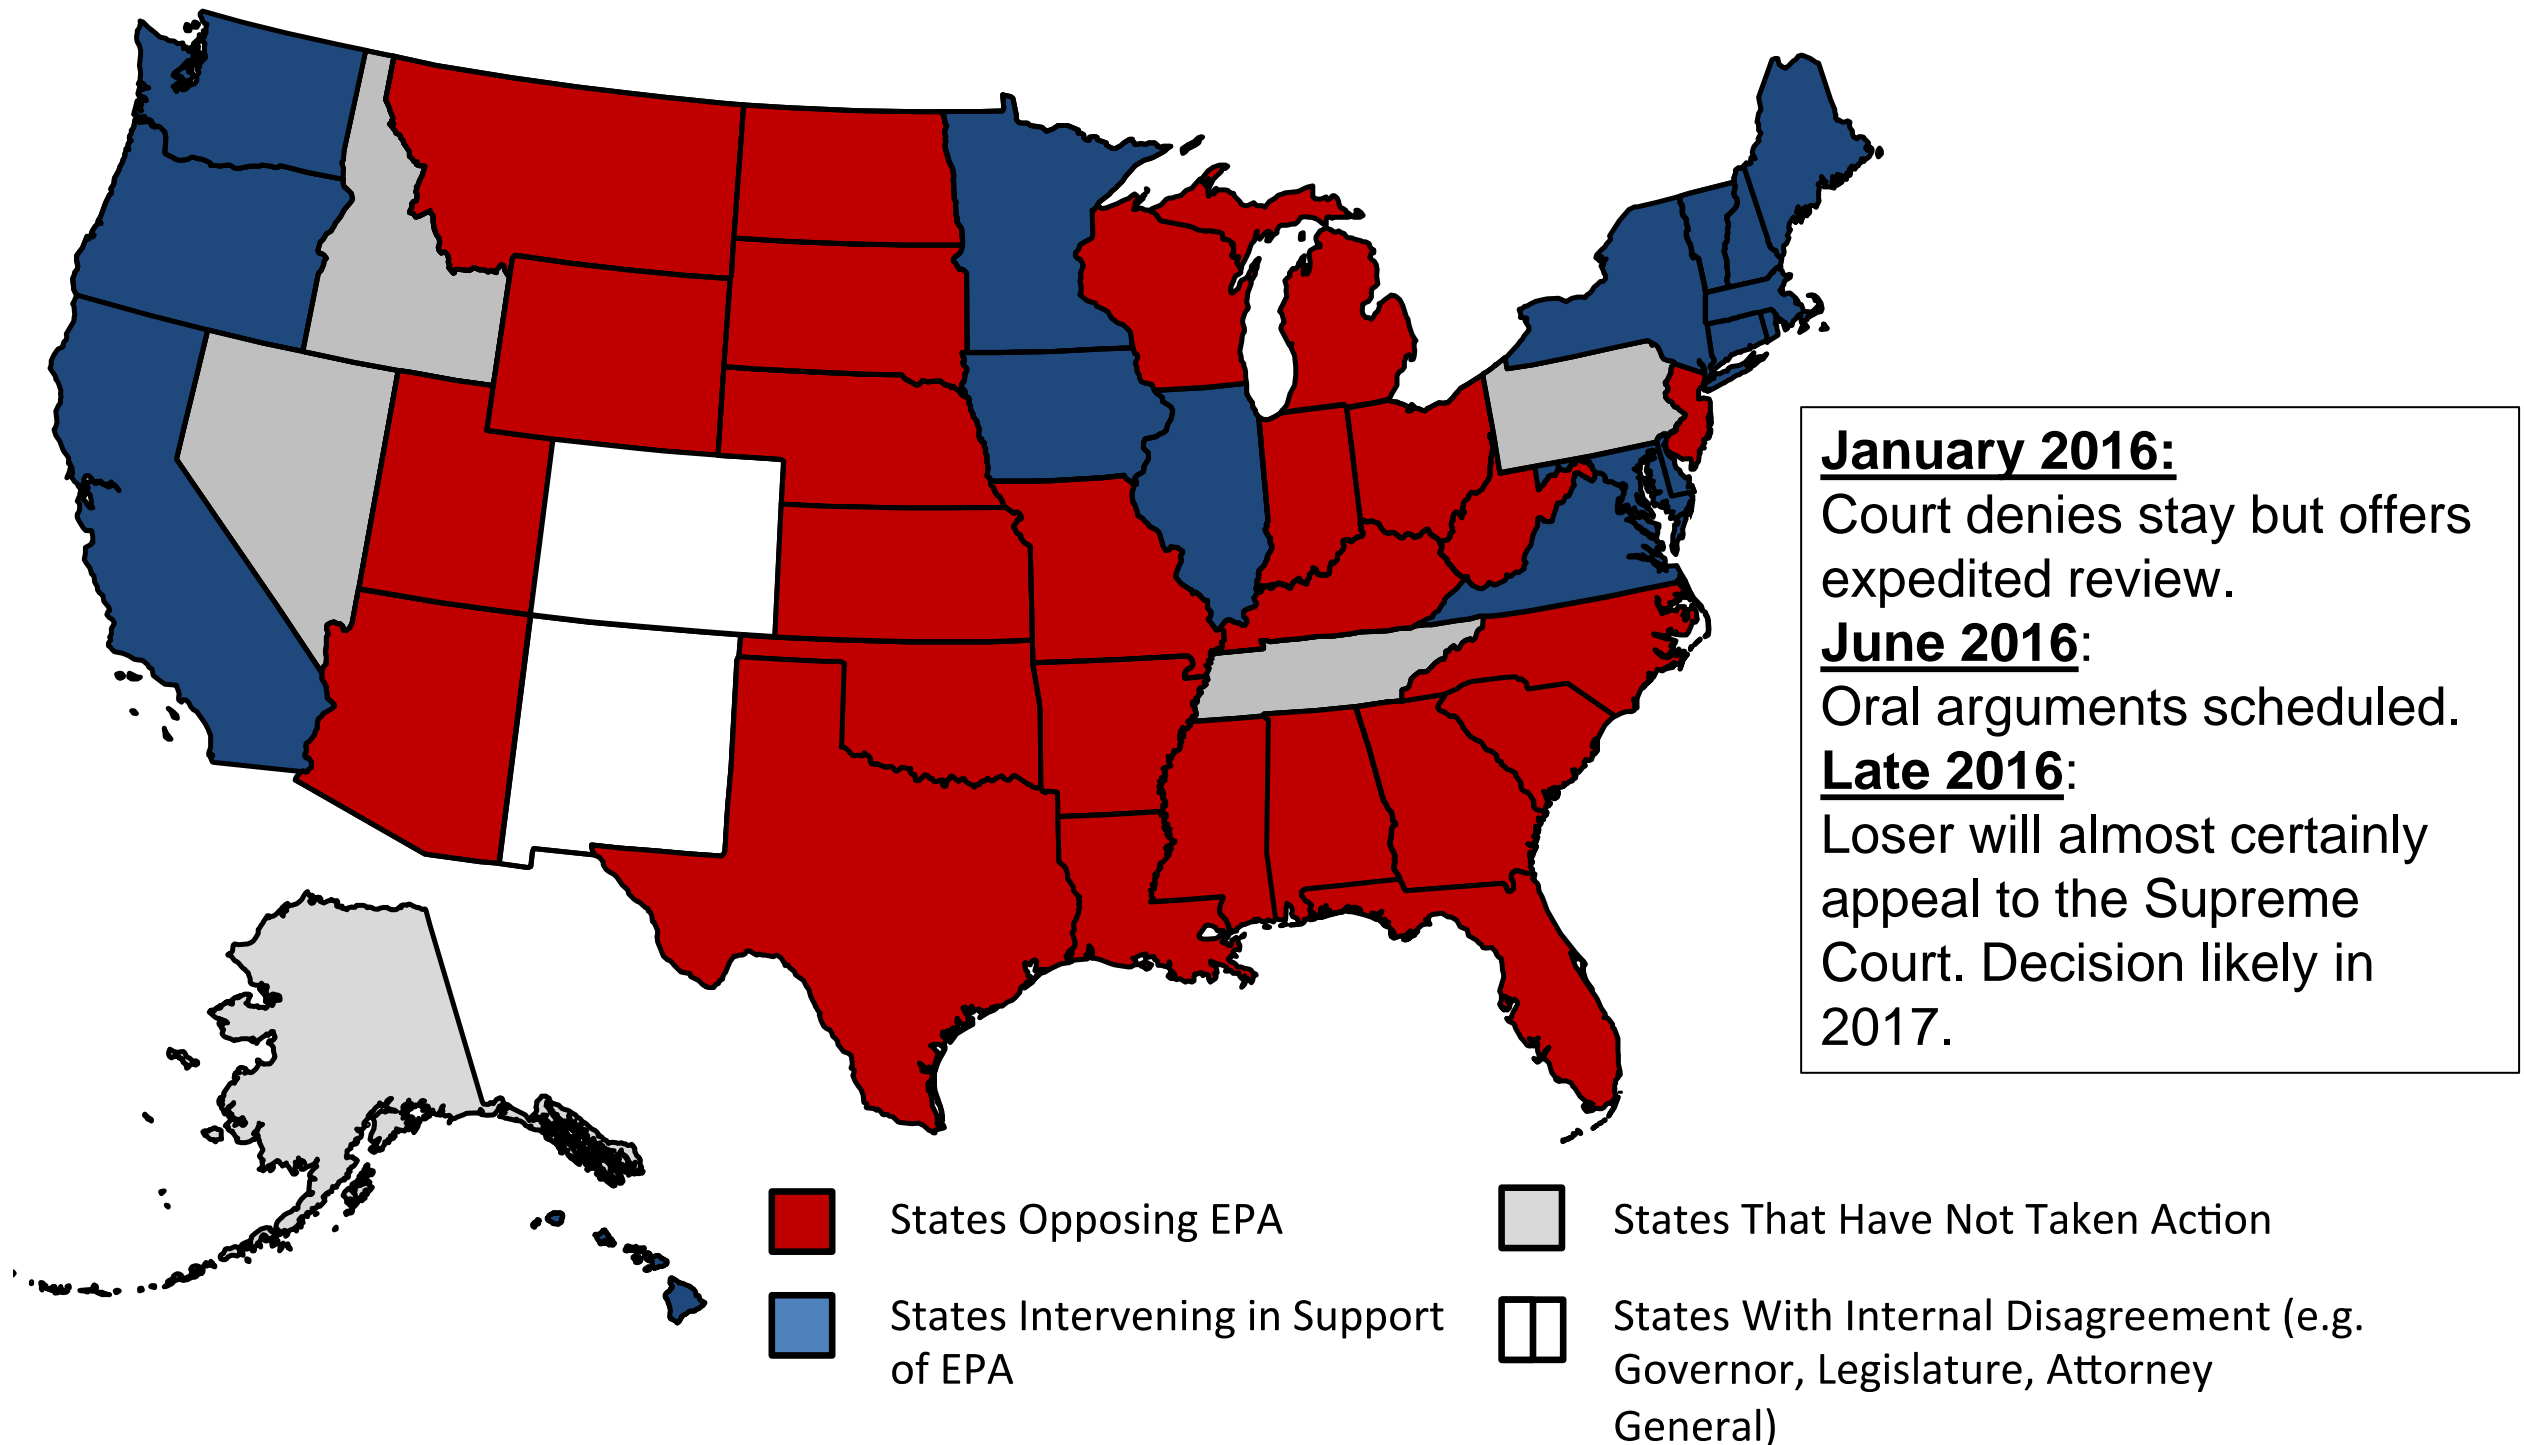 January 2016:
Court denies stay but offers
expedited review.
June 2016:
Oral arguments scheduled.
Late 2016:
Loser will almost certainly
appeal to the Supreme
Court. Decision likely in
2017.
States Opposing EPA
States Intervening in Support
of EPA
States That Have Not Taken Action
States With Internal Disagreement (e.g.
Governor, Legislature, Attorney
General)